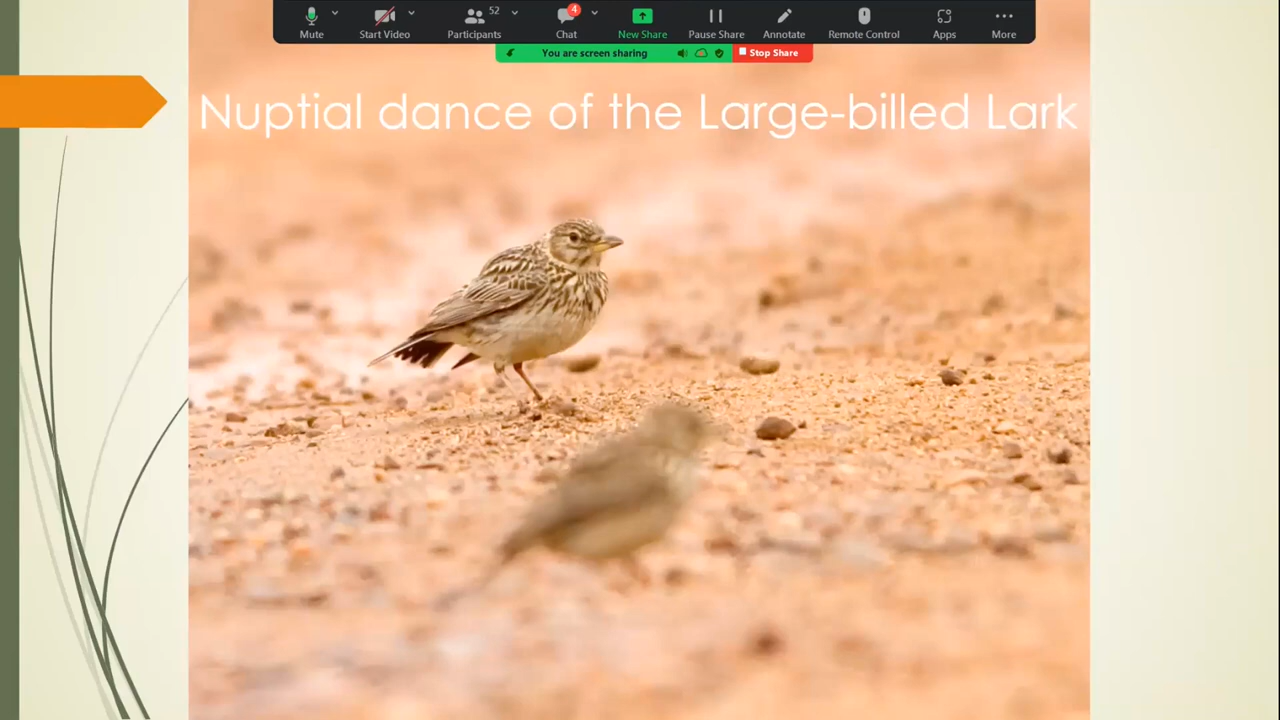 52
4
Mute
Start Video
Participants
Chat
New Share
Pause Share
Annotate
Remote Control
Apps
More
You are screen sharing
Stop Share
Nuptial dance of the Large-billed Lark